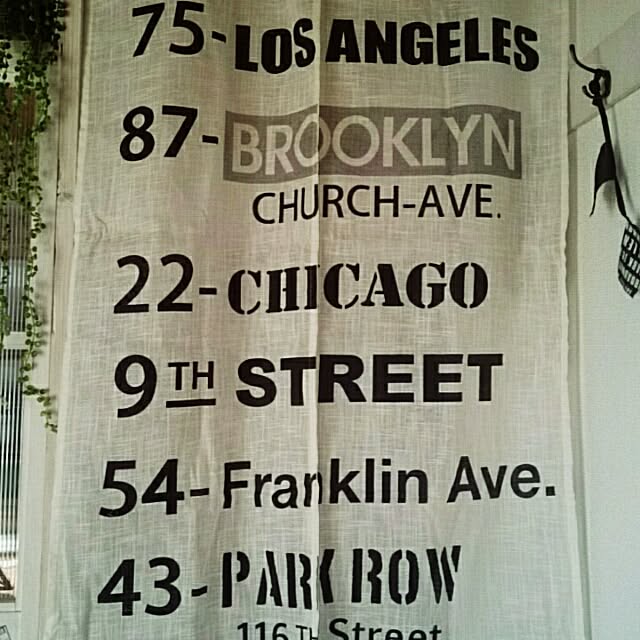 75-LOS ANGELES
87-BROOKLYN
CHURCH-AVE.
22-CHICAGO
9TH STREET
54-Franklin Ave.
43-PARK ROW
116TH Street